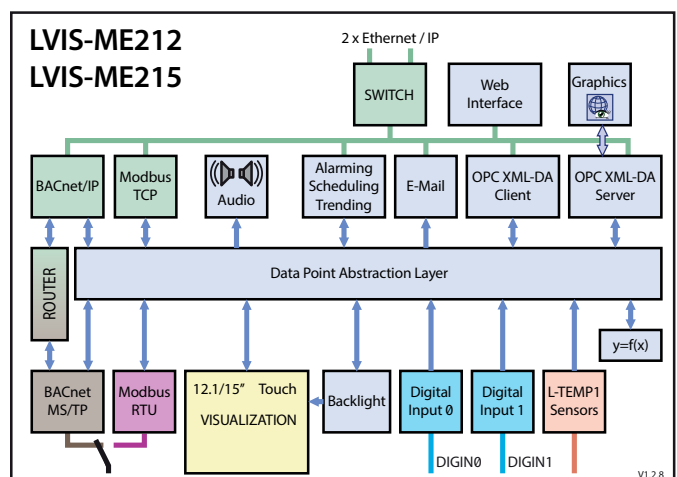 LVIS-ME212
LVIS-ME215
2 x Ethernet / IP
SWITCH
Web
Interface
Graphics
BACnet/IP
Modbus
TCP
Audio
Alarming
Scheduling
Trending
E-Mail
OPC XML-DA
Client
OPC XML-DA
Server
Data Point Abstraction Layer
ROUTER
y=f(x)
BACnet
MS/TP
Modbus
RTU
12.1/15″ Touch
VISUALIZATION
Backlight
Digital
Input 0
Digital
Input 1
L-TEMP1
Sensors
DIGIN0
DIGIN1
V1.2.8